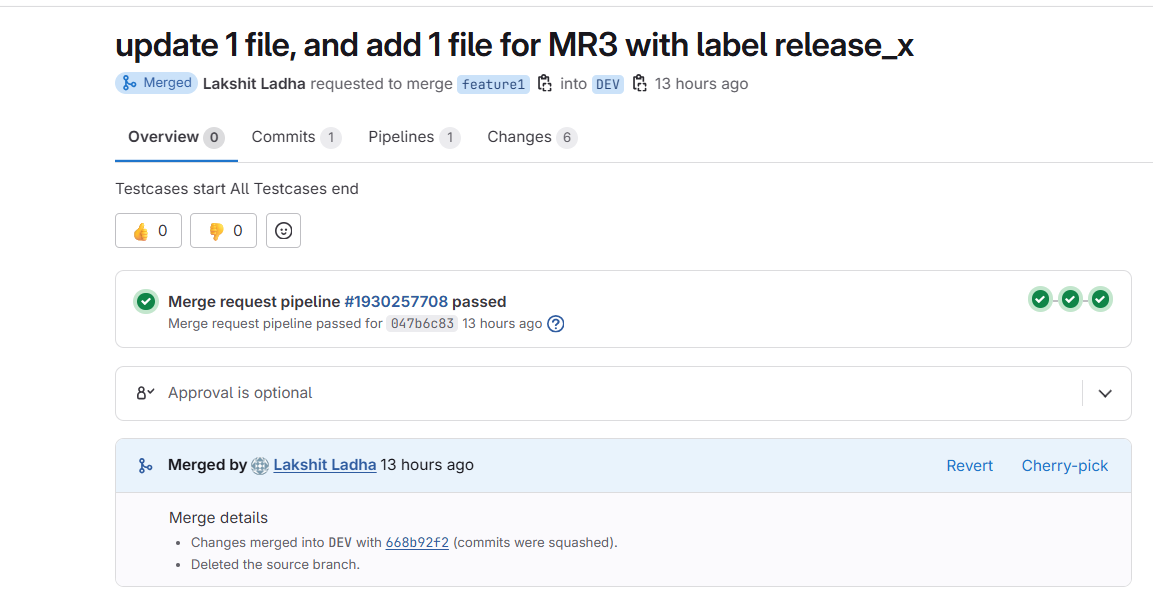 update 1 file, and add 1 file for MR3 with label release_x
Merged Lakshit Ladha requested to merge feature1 into DEV 13 hours ago
Overview 0 Commits 1 Pipelines 1 Changes 6
Testcases start All Testcases end
👍 0 👎 0
Merge request pipeline #1930257708 passed
Merge request pipeline passed for 047b6c83 13 hours ago ?
Approval is optional
Merged by Lakshit Ladha 13 hours ago Revert Cherry-pick
Merge details
• Changes merged into DEV with 668b92f2 (commits were squashed).
• Deleted the source branch.